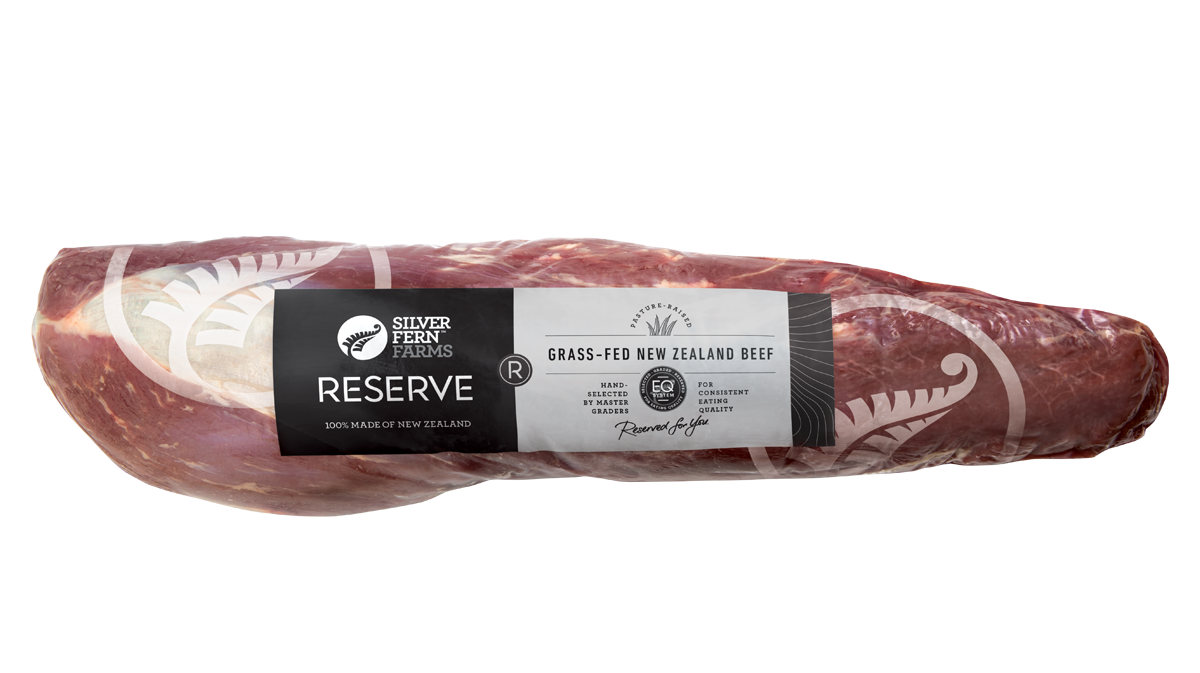 SILVER
FERN™
FARMS
RESERVE
100% MADE OF NEW ZEALAND
R
PASTURE-RAISED
GRASS-FED NEW ZEALAND BEEF
HAND-
SELECTED
BY MASTER
GRADERS
EQ
SYSTEM
FOR
CONSISTENT
EATING
QUALITY
Reserved for You